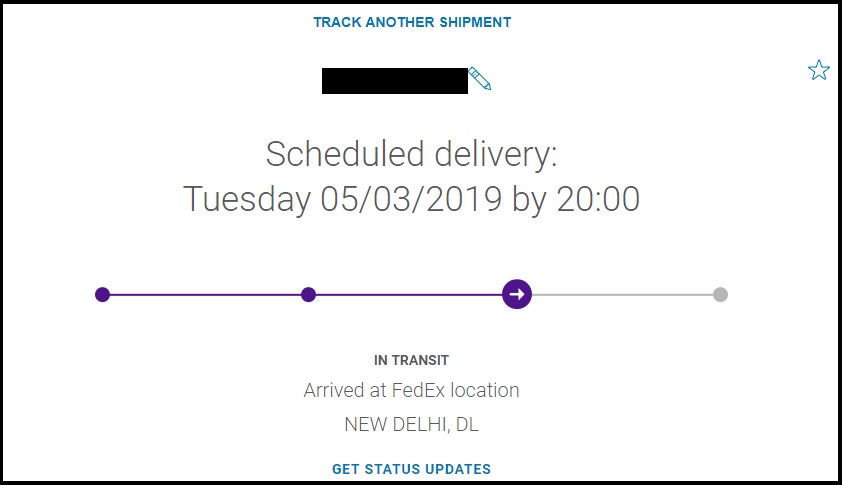 TRACK ANOTHER SHIPMENT
Scheduled delivery:
Tuesday 05/03/2019 by 20:00
IN TRANSIT
Arrived at FedEx location
NEW DELHI, DL
GET STATUS UPDATES